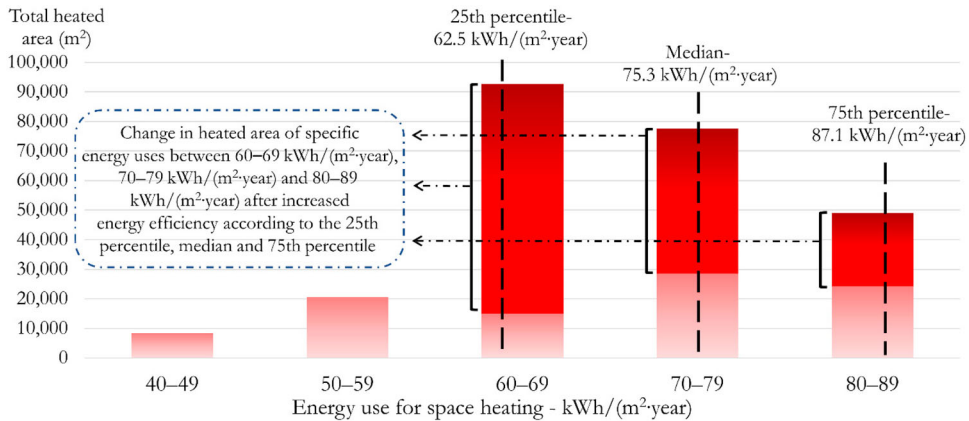 Total heated
area (m²)
25th percentile-
62.5 kWh/(m²·year)
Median-
75.3 kWh/(m²·year)
75th percentile-
87.1 kWh/(m²·year)
100,000
90,000
80,000
70,000
60,000
50,000
40,000
30,000
20,000
10,000
0
Change in heated area of specific
energy uses between 60–69 kWh/(m²·year),
70–79 kWh/(m²·year) and 80–89
kWh/(m²·year) after increased
energy efficiency according to the 25th
percentile, median and 75th percentile
40–49
50–59
60–69
70–79
80–89
Energy use for space heating - kWh/(m²·year)